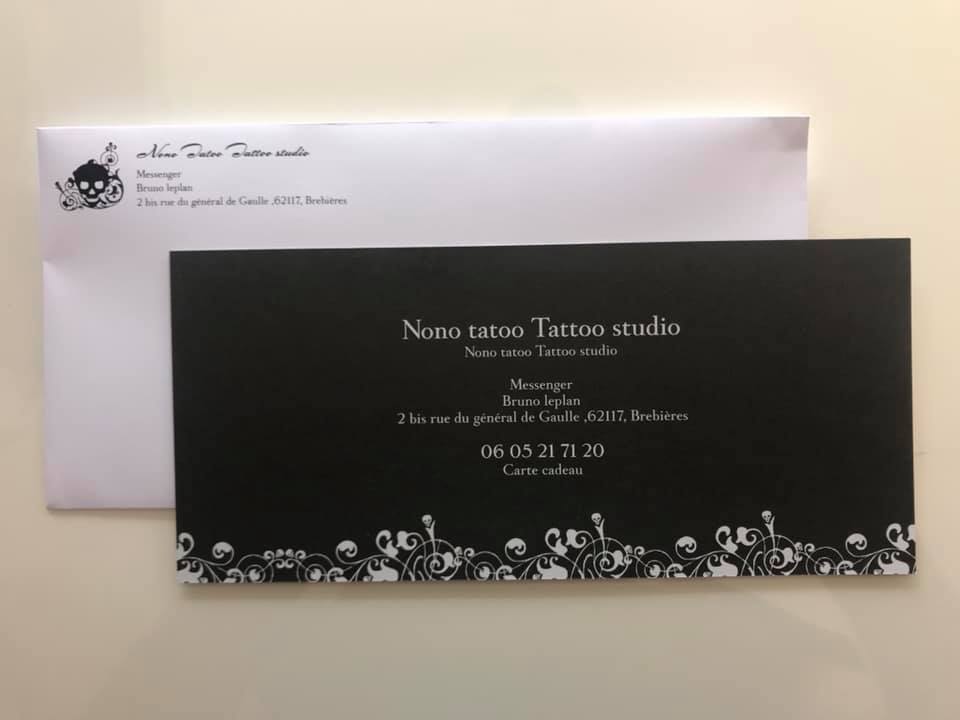 Nono Tatoo Tattoo studio
Messenger
Bruno leplan
2 bis rue du général de Gaulle ,62117, Brebières
Nono tatoo Tattoo studio
Nono tatoo Tattoo studio
Messenger
Bruno leplan
2 bis rue du général de Gaulle ,62117, Brebières
06 05 21 71 20
Carte cadeau